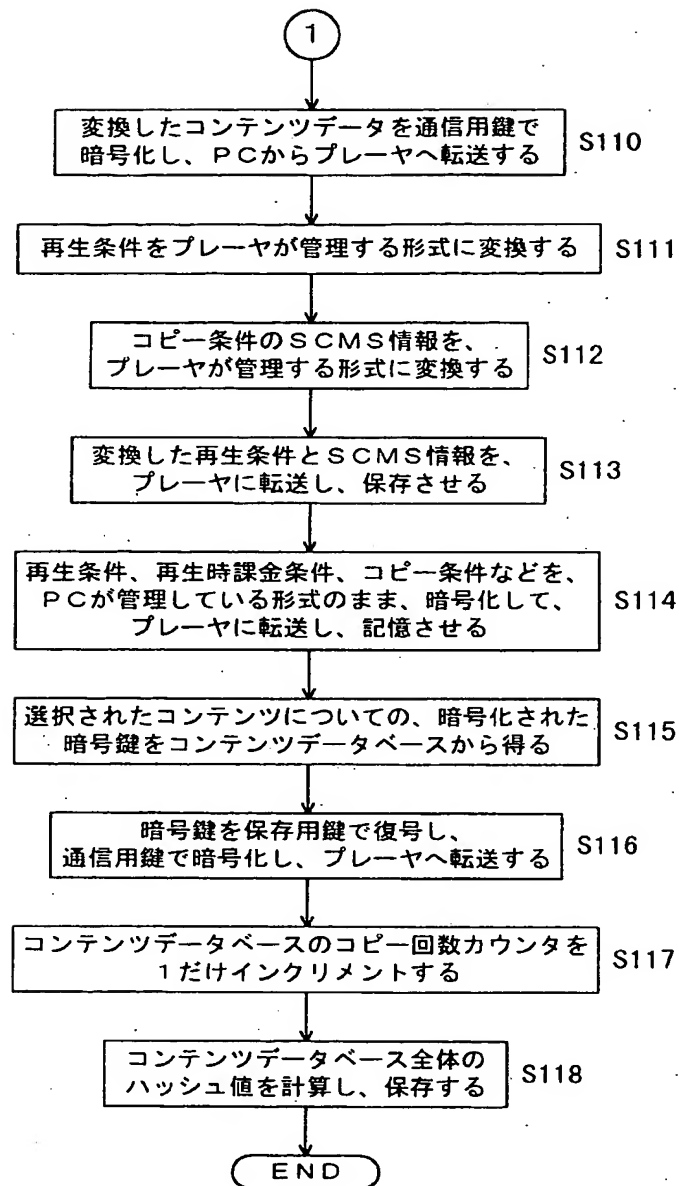 1
変換したコンテンツデータを通信用鍵で
暗号化し、PCからプレーヤへ転送する
S110
再生条件をプレーヤが管理する形式に変換する
S111
コピー条件のSCMS情報を、
プレーヤが管理する形式に変換する
S112
変換した再生条件とSCMS情報を、
プレーヤに転送し、保存させる
S113
再生条件、再生時課金条件、コピー条件などを、
PCが管理している形式のまま、暗号化して、
プレーヤに転送し、記憶させる
S114
選択されたコンテンツについての、暗号化された
暗号鍵をコンテンツデータベースから得る
S115
暗号鍵を保存用鍵で復号し、
通信用鍵で暗号化し、プレーヤへ転送する
S116
コンテンツデータベースのコピー回数カウンタを
1だけインクリメントする
S117
コンテンツデータベース全体の
ハッシュ値を計算し、保存する
S118
END